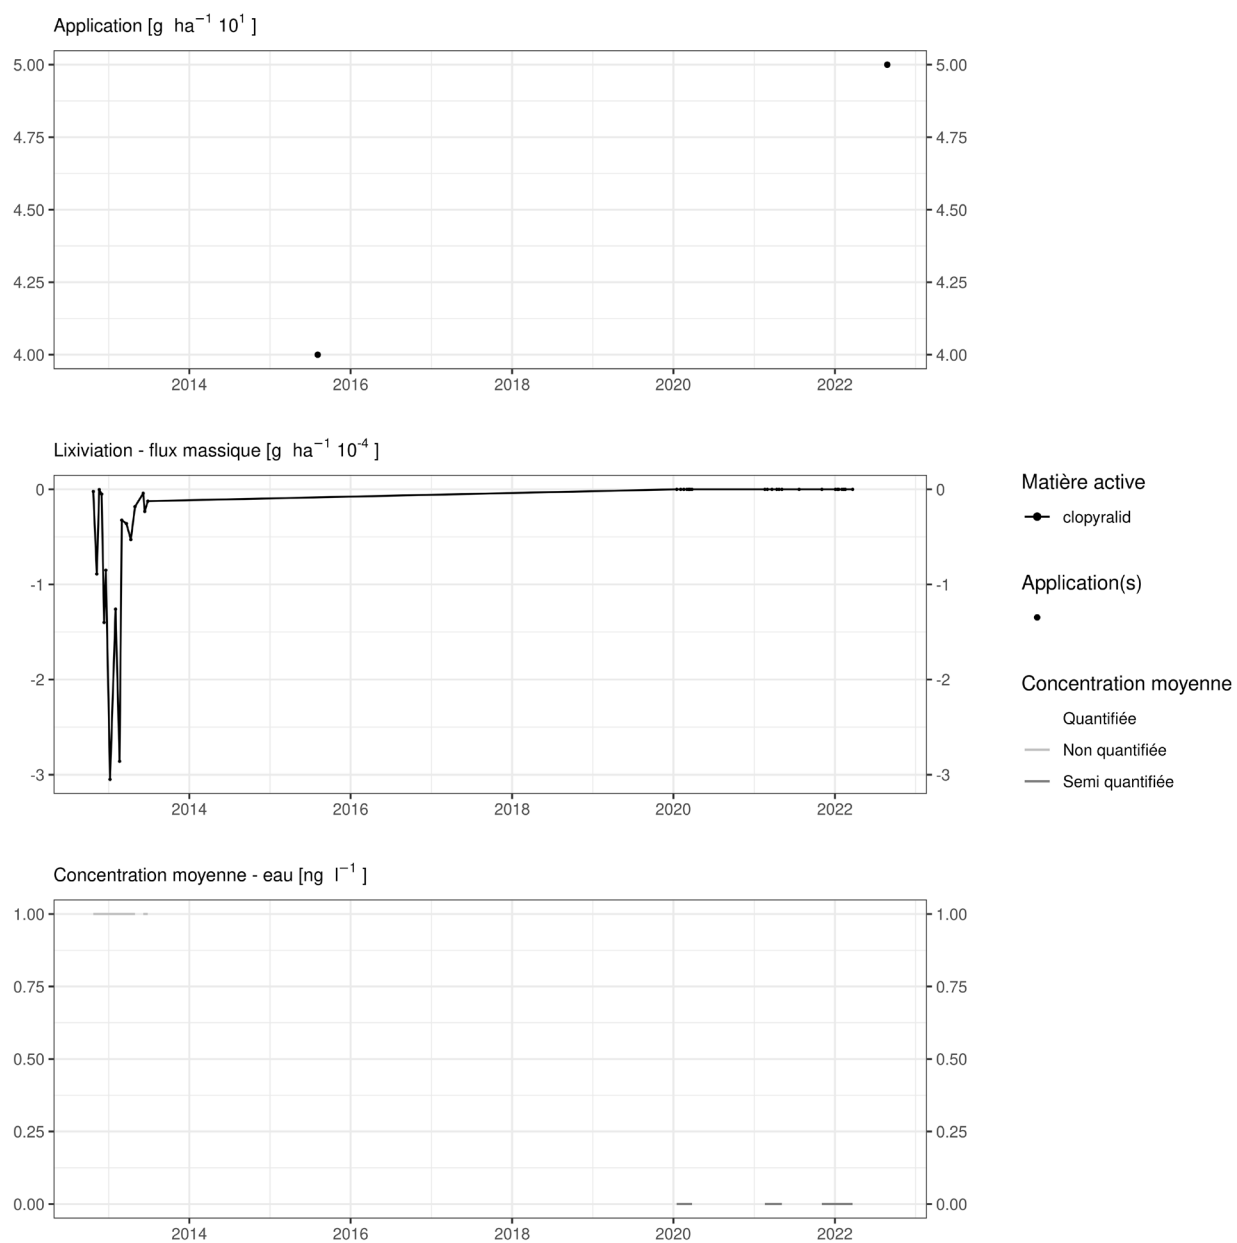 Application [g ha⁻¹ 10¹ ]
5.00 5.00
4.75 4.75
4.50 4.50
4.25 4.25
4.00 4.00
2014 2016 2018 2020 2022
Lixiviation - flux massique [g ha⁻¹ 10⁻⁴ ]
0 0
-1 -1
-2 -2
-3 -3
2014 2016 2018 2020 2022
Concentration moyenne - eau [ng l⁻¹ ]
1.00 1.00
0.75 0.75
0.50 0.50
0.25 0.25
0.00 0.00
2014 2016 2018 2020 2022
Matière active
clopyralid
Application(s)
Concentration moyenne
Quantifiée
Non quantifiée
Semi quantifiée